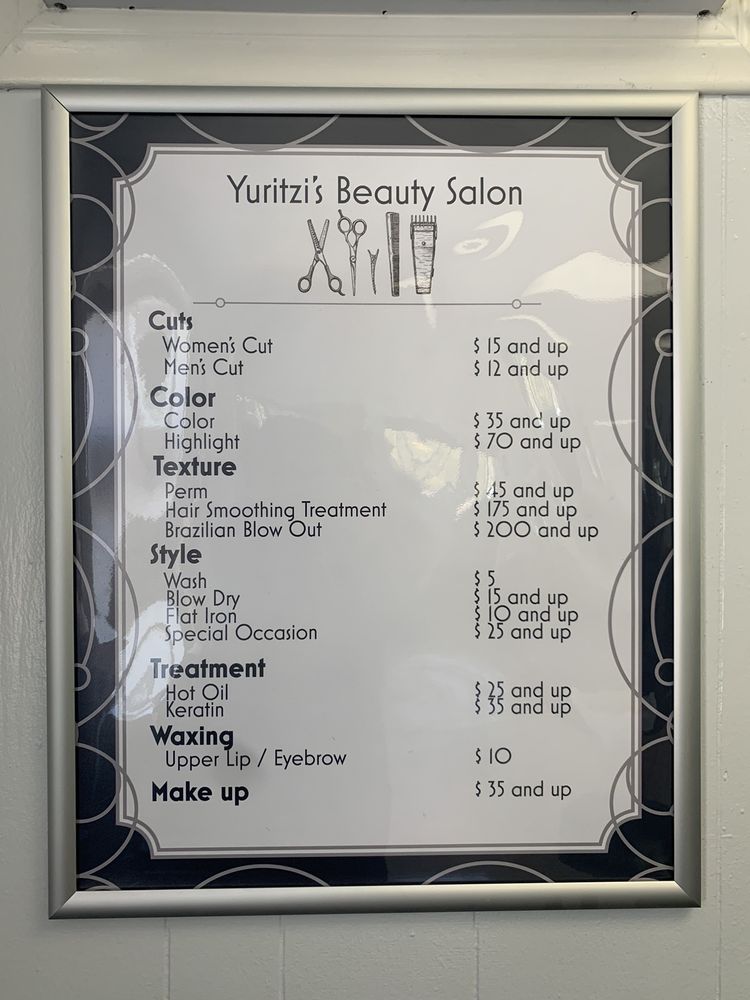 Yuritzi's Beauty Salon
Cuts
Women's Cut $ 15 and up
Men's Cut $ 12 and up
Color
Color $ 35 and up
Highlight $ 70 and up
Texture
Perm $ 45 and up
Hair Smoothing Treatment $ 175 and up
Brazilian Blow Out $ 200 and up
Style
Wash $ 5
Blow Dry $ 15 and up
Flat Iron $ 10 and up
Special Occasion $ 25 and up
Treatment
Hot Oil $ 25 and up
Keratin $ 35 and up
Waxing
Upper Lip / Eyebrow $ 10
Make up $ 35 and up